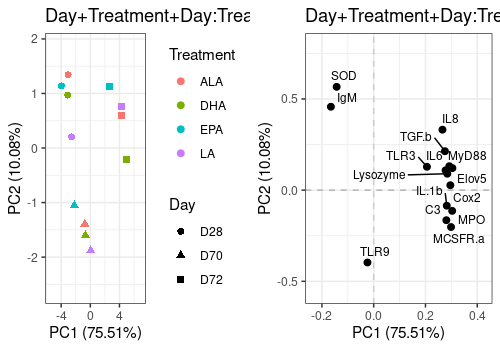 Day+Treatment+Day:Trea
2
1
0
-1
-2
-4
0
4
PC2 (10.08%)
PC1 (75.51%)
Treatment
ALA
DHA
EPA
LA
Day
D28
D70
D72
Day+Treatment+Day:Tre
0.5
0.0
-0.5
-0.2
0.0
0.2
0.4
PC2 (10.08%)
PC1 (75.51%)
SOD
IgM
IL8
TGF.b
TLR3
IL6
MyD88
Lysozyme
Elov5
IL.1b
Cox2
C3
MPO
MCSFR.a
TLR9